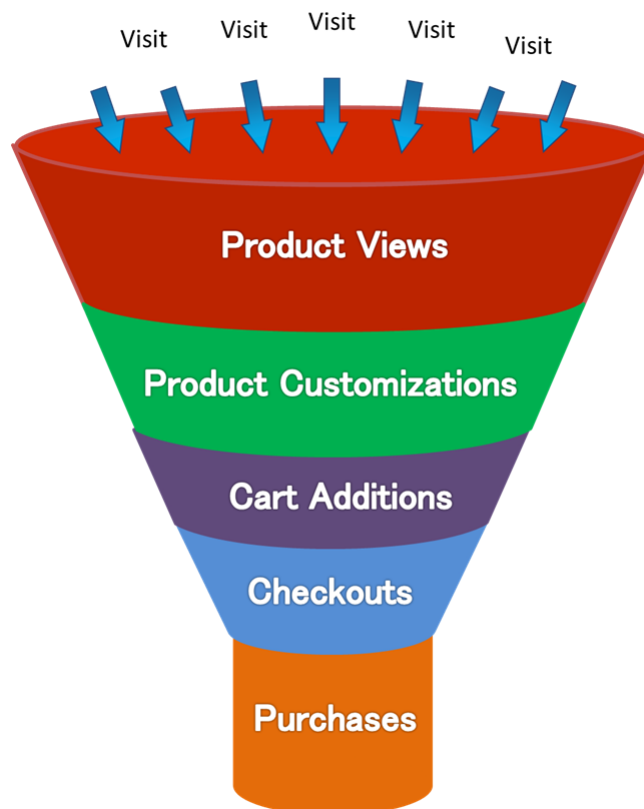 Visit
Visit
Visit
Visit
Visit
Product Views
Product Customizations
Cart Additions
Checkouts
Purchases